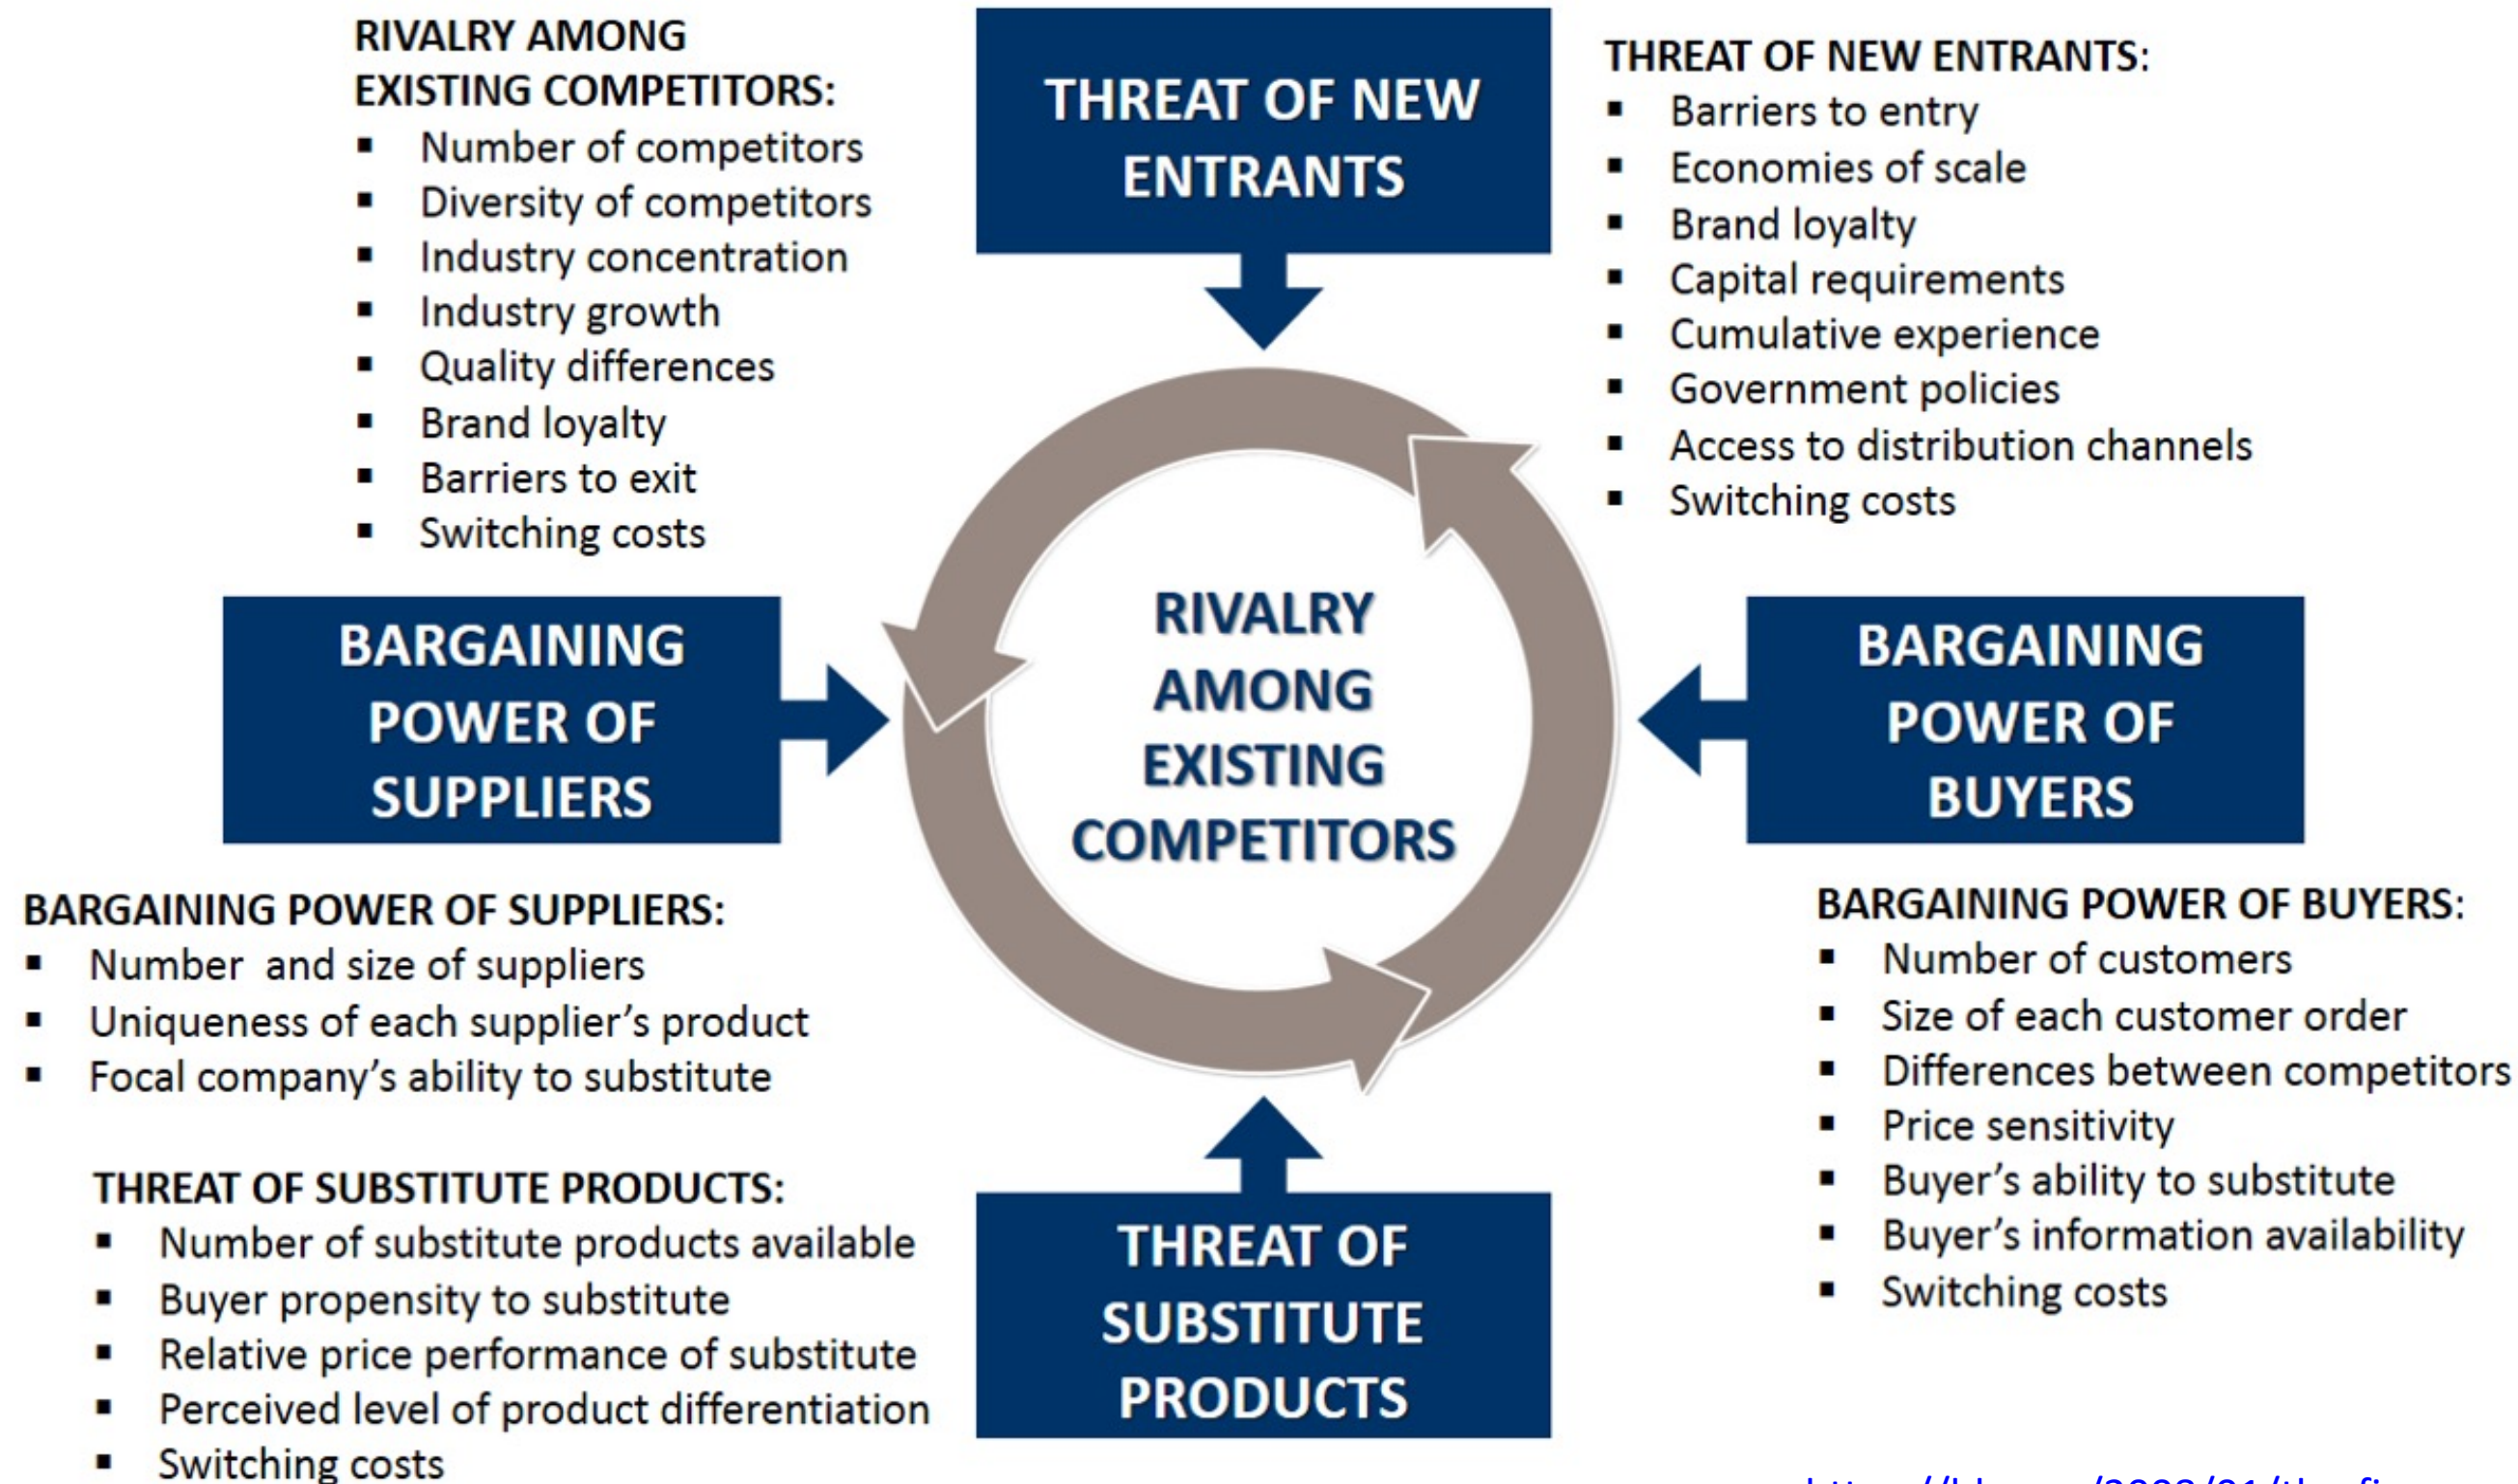 RIVALRY AMONG
EXISTING COMPETITORS:
▪ Number of competitors
▪ Diversity of competitors
▪ Industry concentration
▪ Industry growth
▪ Quality differences
▪ Brand loyalty
▪ Barriers to exit
▪ Switching costs
THREAT OF NEW
ENTRANTS
THREAT OF NEW ENTRANTS:
▪ Barriers to entry
▪ Economies of scale
▪ Brand loyalty
▪ Capital requirements
▪ Cumulative experience
▪ Government policies
▪ Access to distribution channels
▪ Switching costs
BARGAINING
POWER OF
SUPPLIERS
RIVALRY
AMONG
EXISTING
COMPETITORS
BARGAINING
POWER OF
BUYERS
BARGAINING POWER OF SUPPLIERS:
▪ Number and size of suppliers
▪ Uniqueness of each supplier's product
▪ Focal company's ability to substitute
BARGAINING POWER OF BUYERS:
▪ Number of customers
▪ Size of each customer order
▪ Differences between competitors
▪ Price sensitivity
▪ Buyer's ability to substitute
▪ Buyer's information availability
▪ Switching costs
THREAT OF SUBSTITUTE PRODUCTS:
▪ Number of substitute products available
▪ Buyer propensity to substitute
▪ Relative price performance of substitute
▪ Perceived level of product differentiation
▪ Switching costs
THREAT OF
SUBSTITUTE
PRODUCTS